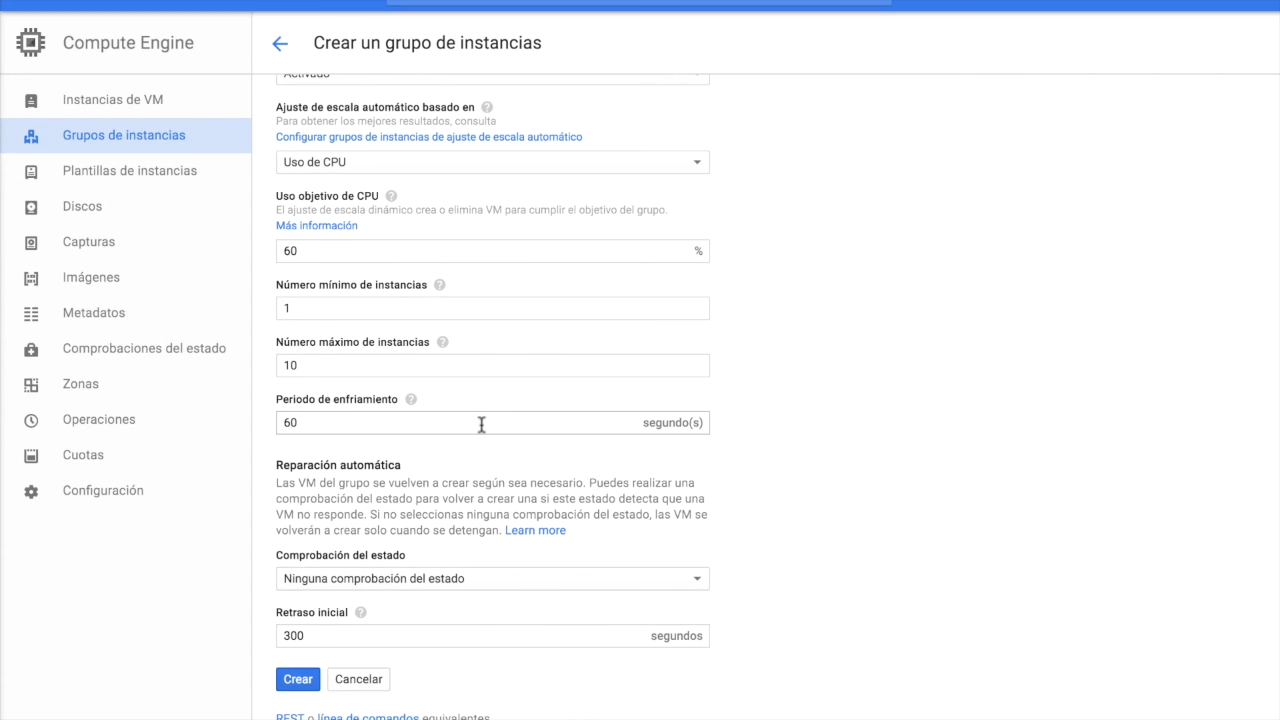 Compute Engine
Crear un grupo de instancias
Instancias de VM
Grupos de instancias
Plantillas de instancias
Discos
Capturas
Imágenes
Metadatos
Comprobaciones del estado
Zonas
Operaciones
Cuotas
Configuración
Activado
Ajuste de escala automático basado en
Para obtener los mejores resultados, consulta
Configurar grupos de instancias de ajuste de escala automático
Uso de CPU
Uso objetivo de CPU
El ajuste de escala dinámico crea o elimina VM para cumplir el objetivo del grupo.
Más información
60 %
Número mínimo de instancias
1
Número máximo de instancias
10
Periodo de enfriamiento
60 segundo(s)
Reparación automática
Las VM del grupo se vuelven a crear según sea necesario. Puedes realizar una
comprobación del estado para volver a crear una si este estado detecta que una
VM no responde. Si no seleccionas ninguna comprobación del estado, las VM se
volverán a crear solo cuando se detengan. Learn more
Comprobación del estado
Ninguna comprobación del estado
Retraso inicial
300 segundos
Crear Cancelar
REST o línea de comandos equivalentes